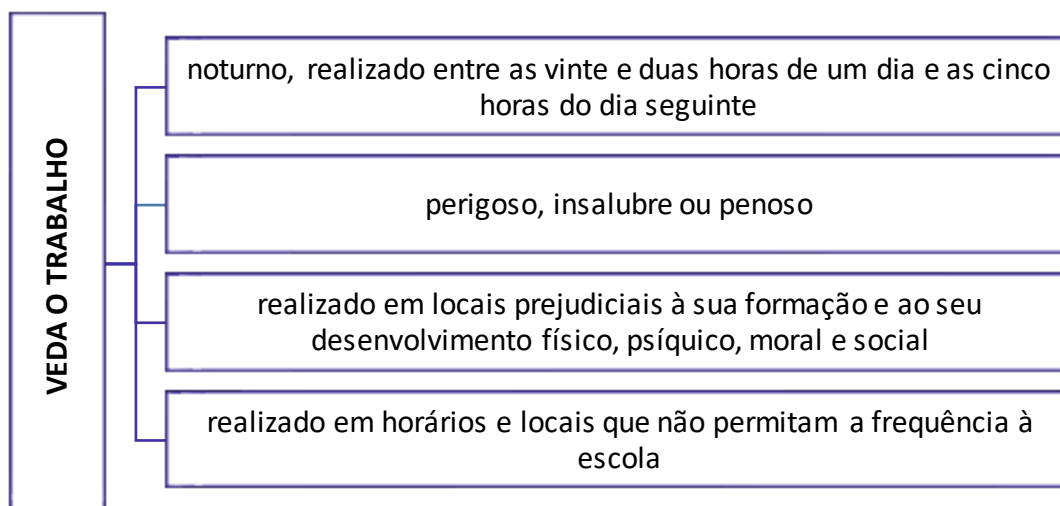 VEDA O TRABALHO
noturno, realizado entre as vinte e duas horas de um dia e as cinco
horas do dia seguinte
perigoso, insalubre ou penoso
realizado em locais prejudiciais à sua formação e ao seu
desenvolvimento físico, psíquico, moral e social
realizado em horários e locais que não permitam a frequência à
escola